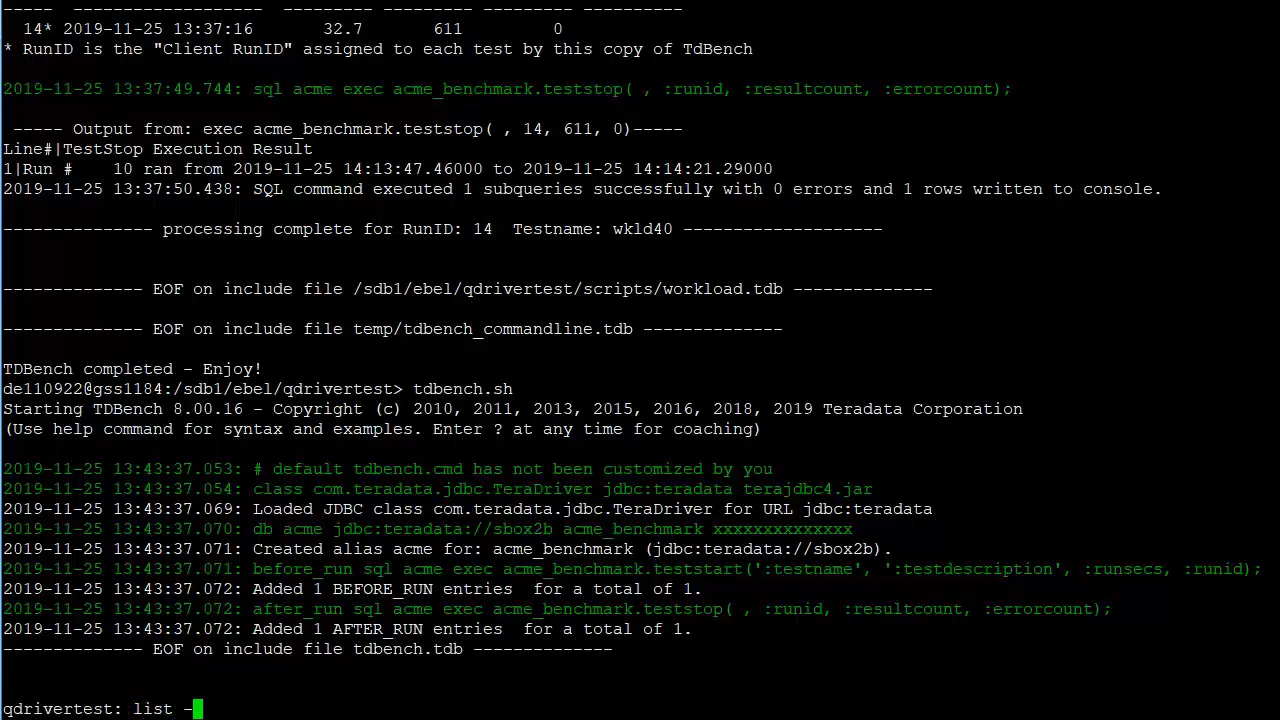 -----  -------------------  ---------  ---------  ---------  ----------
14* 2019-11-25 13:37:16       32.7       611         0
* RunID is the "Client RunID" assigned to each test by this copy of TdBench
2019-11-25 13:37:49.744: sql acme exec acme_benchmark.teststop( , :runid, :resultcount, :errorcount);
----- Output from: exec acme_benchmark.teststop( , 14, 611, 0)-----
Line#|TestStop Execution Result
1|Run #    10 ran from 2019-11-25 14:13:47.46000 to 2019-11-25 14:14:21.29000
2019-11-25 13:37:50.438: SQL command executed 1 subqueries successfully with 0 errors and 1 rows written to console.
--------------- processing complete for RunID: 14  Testname: wkld40 --------------------
-------------- EOF on include file /sdb1/ebel/qdrivertest/scripts/workload.tdb --------------
-------------- EOF on include file temp/tdbench_commandline.tdb --------------
TDBench completed - Enjoy!
de110922@gss1184:/sdb1/ebel/qdrivertest> tdbench.sh
Starting TDBench 8.00.16 - Copyright (c) 2010, 2011, 2013, 2015, 2016, 2018, 2019 Teradata Corporation
(Use help command for syntax and examples. Enter ? at any time for coaching)
2019-11-25 13:43:37.053: # default tdbench.cmd has not been customized by you
2019-11-25 13:43:37.054: class com.teradata.jdbc.TeraDriver jdbc:teradata terajdbc4.jar
2019-11-25 13:43:37.069: Loaded JDBC class com.teradata.jdbc.TeraDriver for URL jdbc:teradata
2019-11-25 13:43:37.070: db acme jdbc:teradata://sbox2b acme_benchmark xxxxxxxxxxxxxx
2019-11-25 13:43:37.071: Created alias acme for: acme_benchmark (jdbc:teradata://sbox2b).
2019-11-25 13:43:37.071: before_run sql acme exec acme_benchmark.teststart(':testname', ':testdescription', :runsecs, :runid);
2019-11-25 13:43:37.072: Added 1 BEFORE_RUN entries  for a total of 1.
2019-11-25 13:43:37.072: after_run sql acme exec acme_benchmark.teststop( , :runid, :resultcount, :errorcount);
2019-11-25 13:43:37.072: Added 1 AFTER_RUN entries  for a total of 1.
-------------- EOF on include file tdbench.tdb --------------
qdrivertest: list -